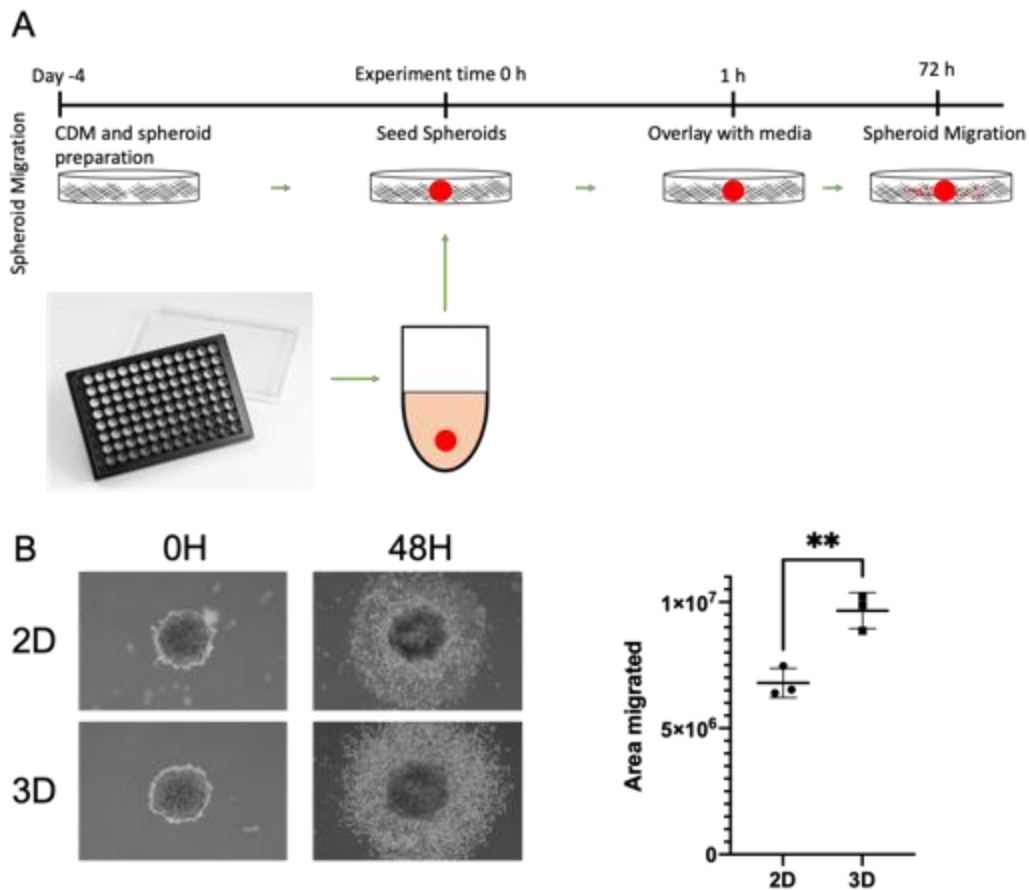 A
Day -4
Experiment time 0 h
1 h
72 h
Spheroid Migration
CDM and spheroid
preparation
Seed Spheroids
Overlay with media
Spheroid Migration
B
0H
48H
2D
3D
**
Area migrated
1×10⁷
5×10⁶
0
2D
3D